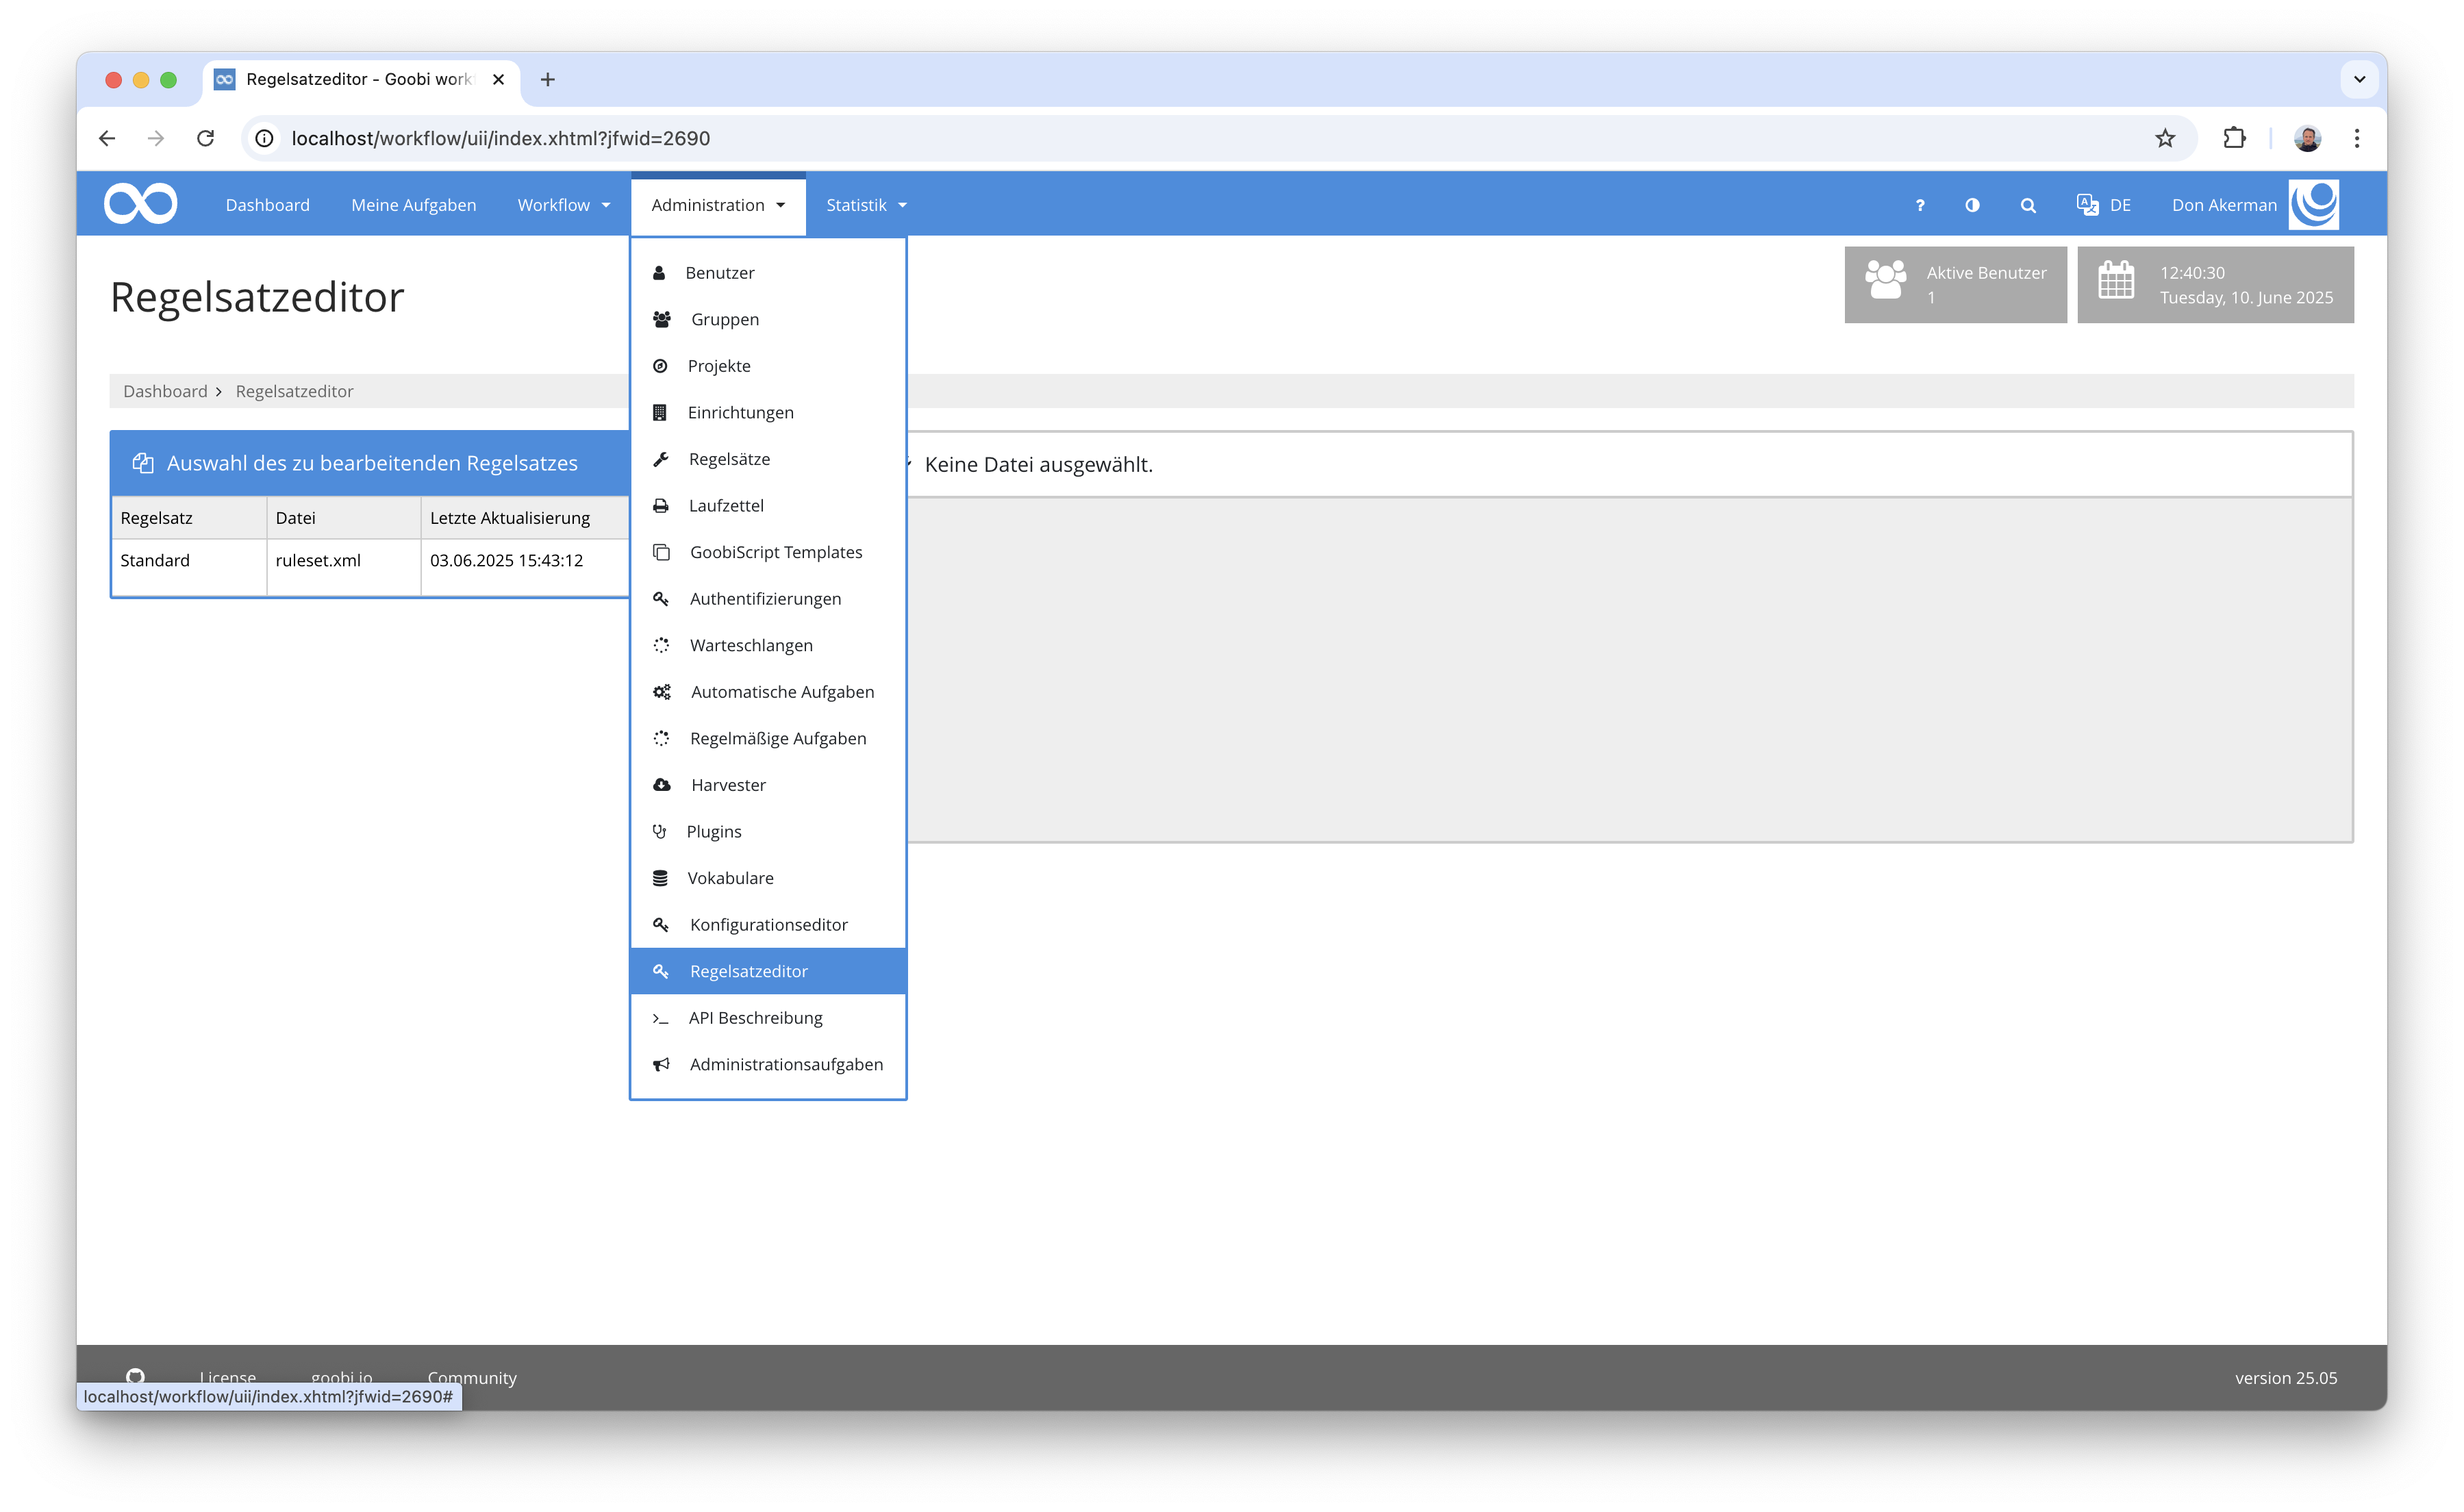 Regelsatzeditor - Goobi work
localhost/workflow/uii/index.xhtml?jfwid=2690
Dashboard Meine Aufgaben Workflow Administration Statistik ? DE Don Akerman
Regelsatzeditor
Aktive Benutzer
1
12:40:30
Tuesday, 10. June 2025
Dashboard > Regelsatzeditor
Auswahl des zu bearbeitenden Regelsatzes
Regelsatz Datei Letzte Aktualisierung
Standard ruleset.xml 03.06.2025 15:43:12
Benutzer
Gruppen
Projekte
Einrichtungen
Regelsätze
Laufzettel
GoobiScript Templates
Authentifizierungen
Warteschlangen
Automatische Aufgaben
Regelmäßige Aufgaben
Harvester
Plugins
Vokabulare
Konfigurationseditor
Regelsatzeditor
API Beschreibung
Administrationsaufgaben
Keine Datei ausgewählt.
License goobi.io Community version 25.05
localhost/workflow/uii/index.xhtml?jfwid=2690#